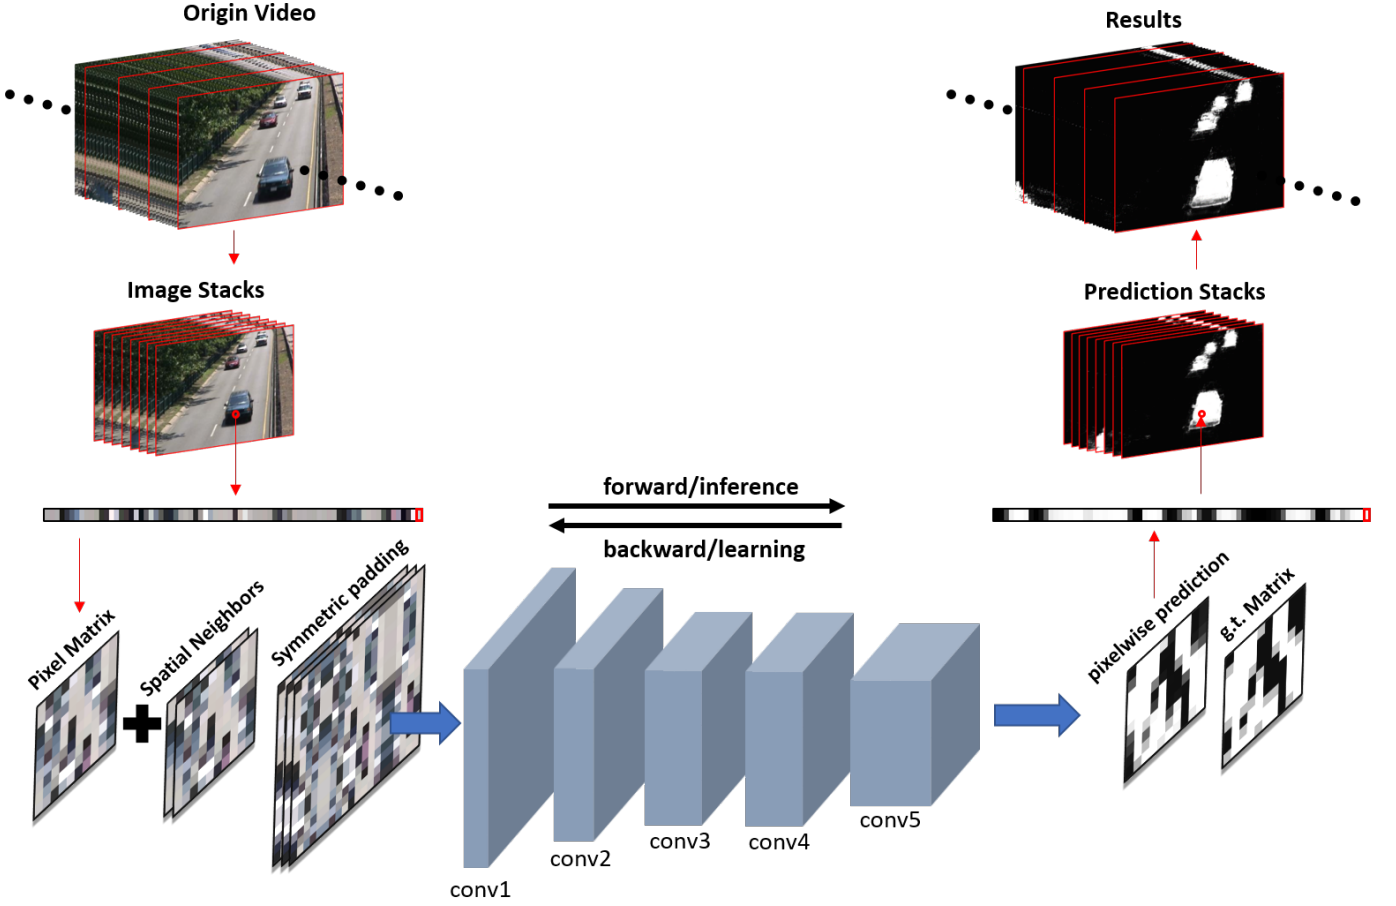 Origin Video
Results
Image Stacks
Prediction Stacks
forward/inference
backward/learning
Pixel Matrix
Spatial Neighbors
Symmetric padding
pixelwise prediction
g.t. Matrix
conv1
conv2
conv3
conv4
conv5